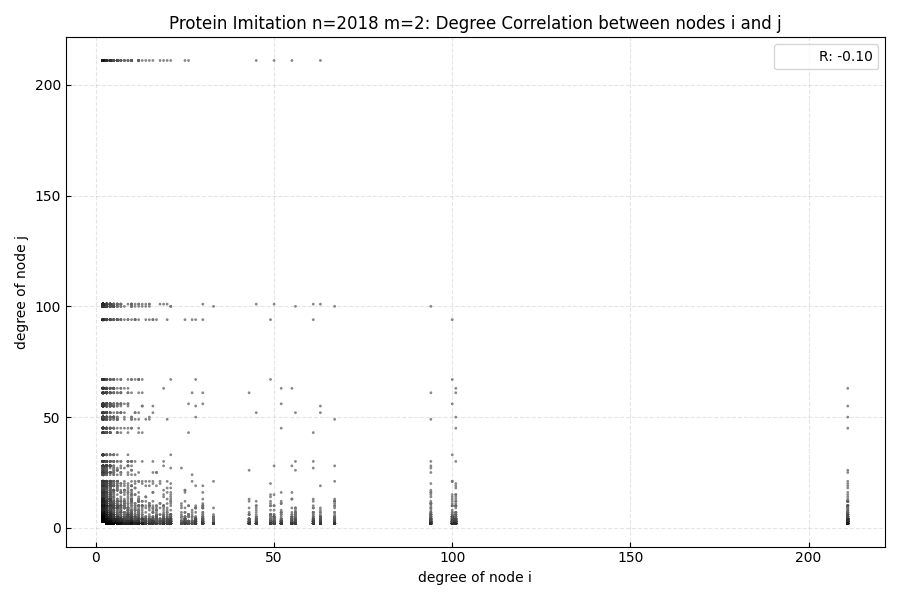 Protein Imitation n=2018 m=2: Degree Correlation between nodes i and j
R: -0.10
200
150
100
50
0
degree of node j
0 50 100 150 200
degree of node i